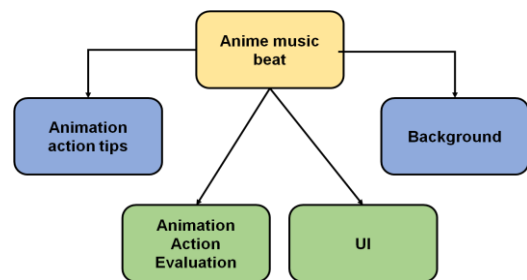 Anime music
beat
Animation
action tips
Background
Animation
Action
Evaluation
UI